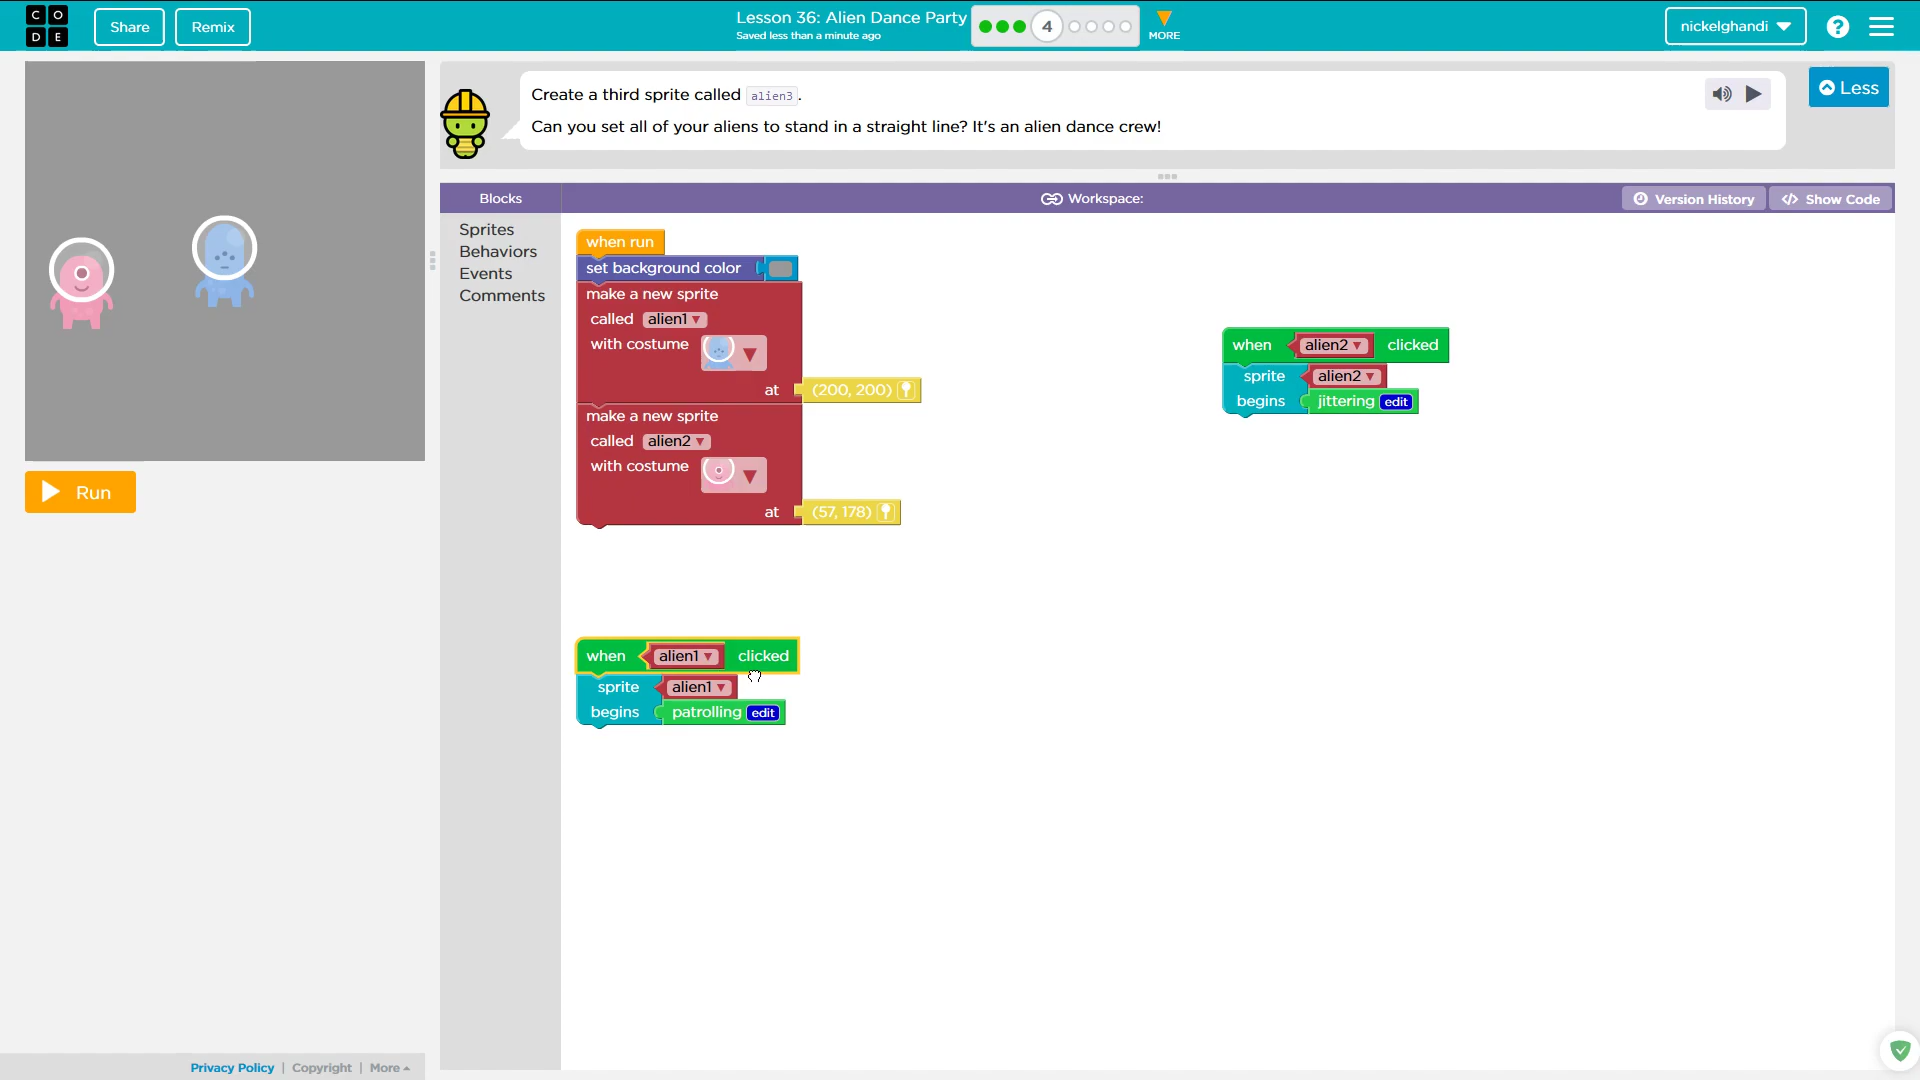 C O
D E
Share
Remix
Lesson 36: Alien Dance Party
Saved less than a minute ago
4
MORE
nickelghandi
?
Create a third sprite called alien3.
Can you set all of your aliens to stand in a straight line? It's an alien dance crew!
Less
Blocks
Workspace:
Version History
</> Show Code
Sprites
Behaviors
Events
Comments
when run
set background color
make a new sprite
called alien1
with costume
at (200, 200)
make a new sprite
called alien2
with costume
at (57, 178)
when alien2 clicked
sprite alien2
begins jittering edit
when alien1 clicked
sprite alien1
begins patrolling edit
Run
Privacy Policy | Copyright | More